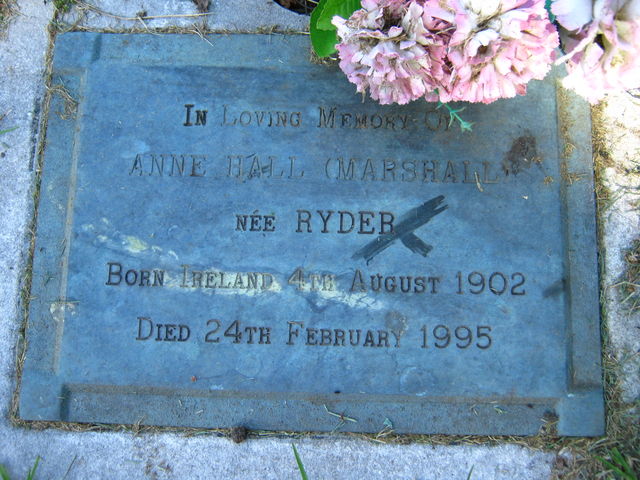 In Loving Memory Of
ANNE HALL (MARSHALL)
NÉE RYDER
Born Ireland 4th August 1902
Died 24th February 1995